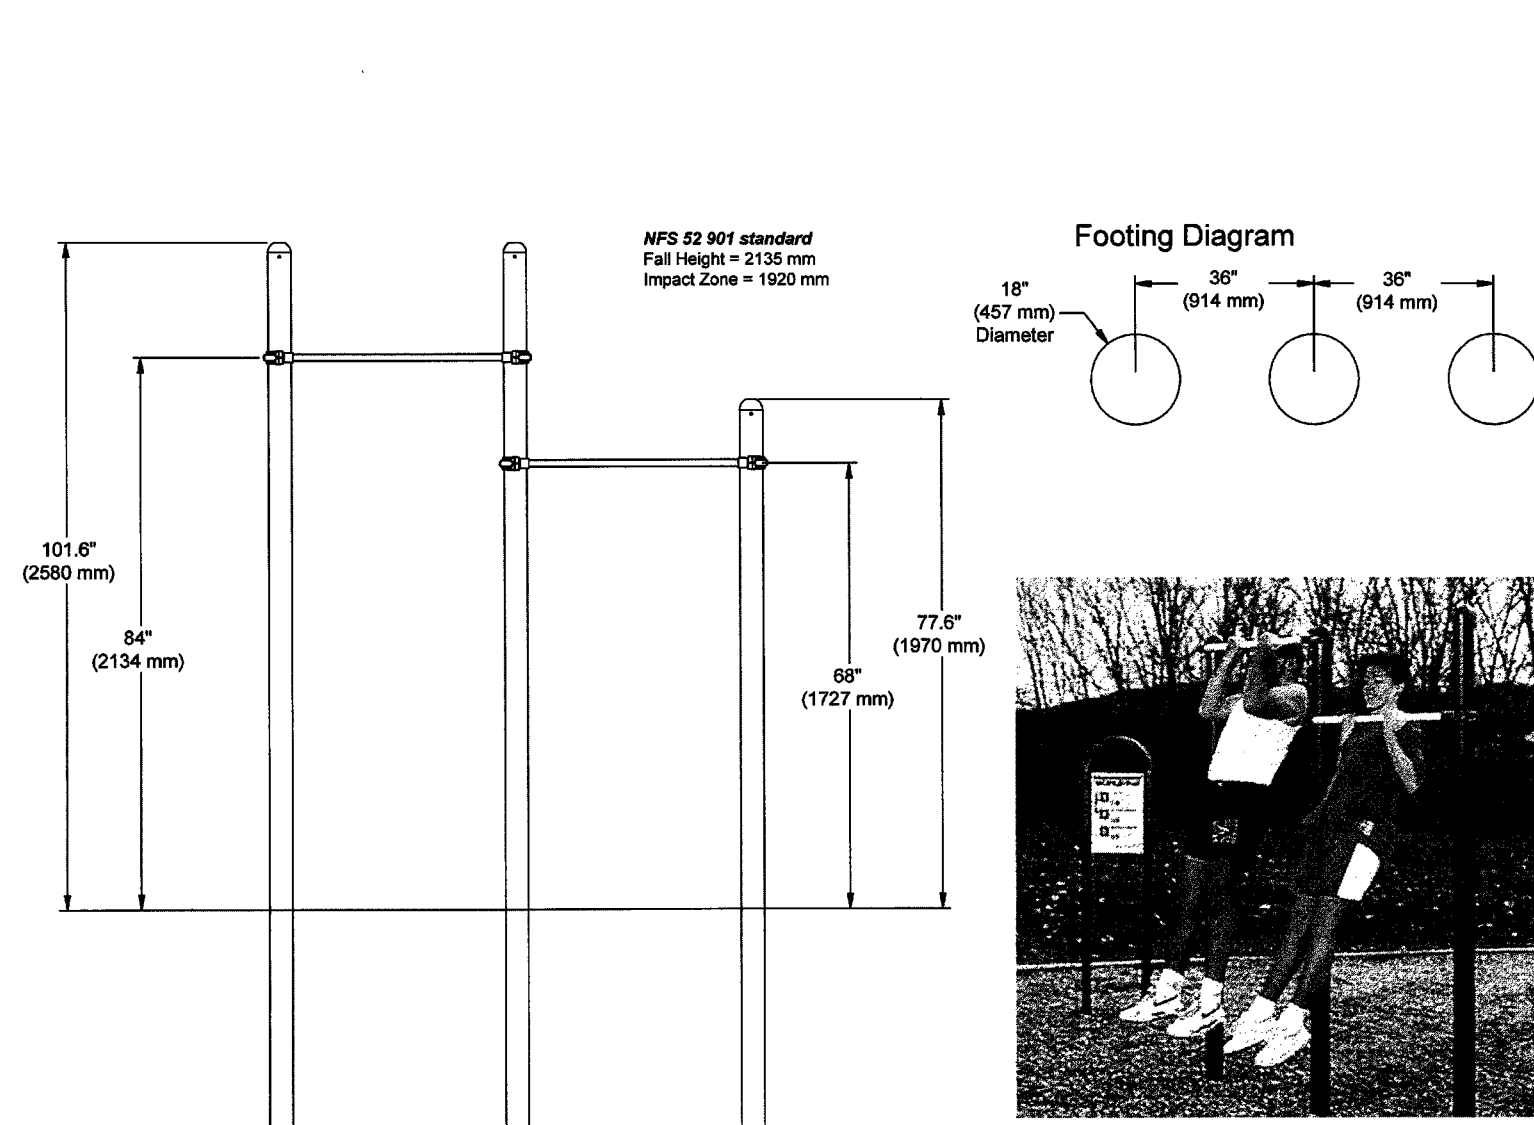 NFS 52 901 standard
Fall Height = 2135 mm
Impact Zone = 1920 mm
Footing Diagram
18"
(457 mm)
Diameter
36"
(914 mm)
36"
(914 mm)
101.6"
(2580 mm)
84"
(2134 mm)
77.6"
(1970 mm)
68"
(1727 mm)